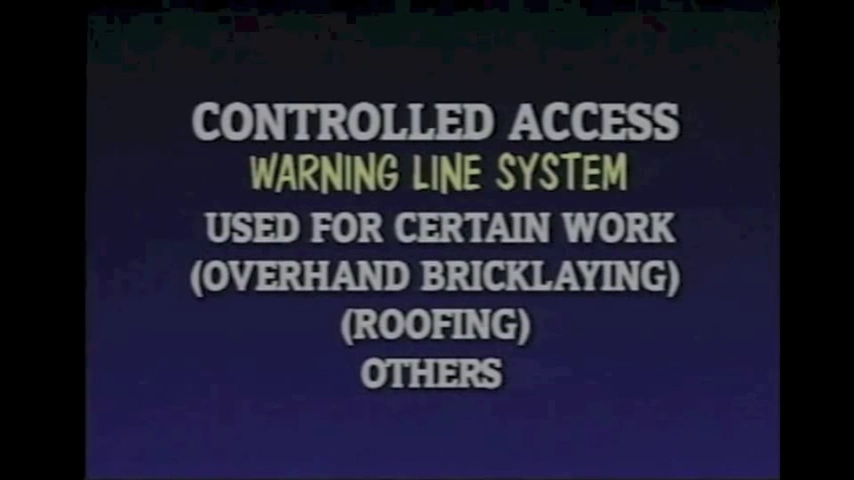 CONTROLLED ACCESS
WARNING LINE SYSTEM
USED FOR CERTAIN WORK
(OVERHAND BRICKLAYING)
(ROOFING)
OTHERS